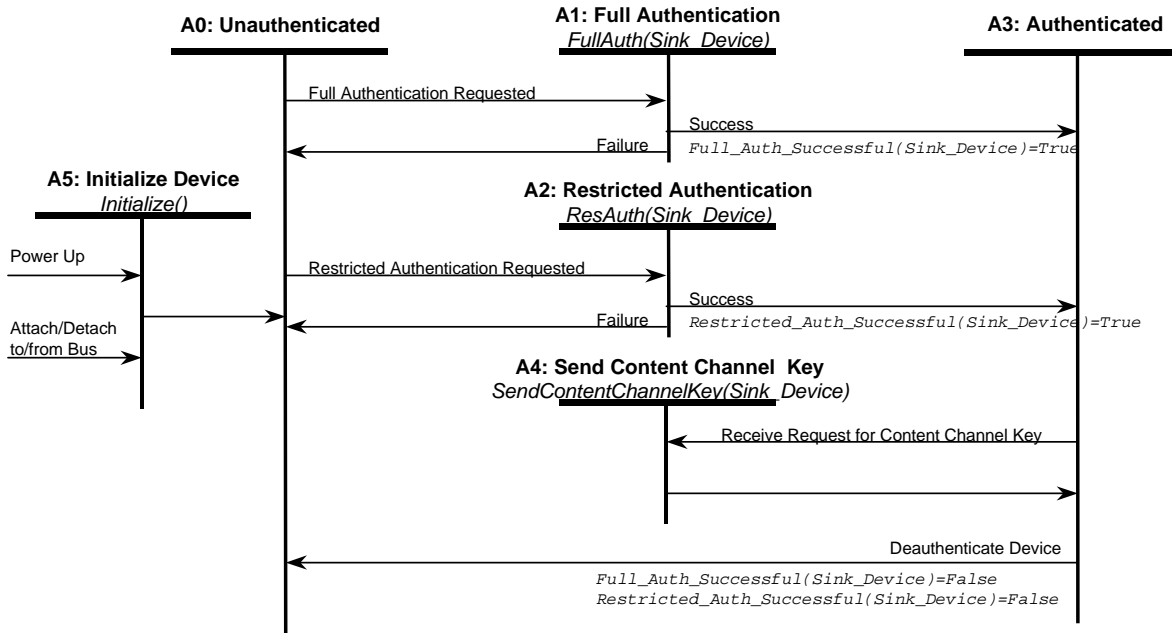 A0: Unauthenticated
A1: Full Authentication
FullAuth(Sink_Device)
A3: Authenticated
Full Authentication Requested
Success
Full_Auth_Successful(Sink_Device)=True
Failure
A5: Initialize Device
Initialize()
A2: Restricted Authentication
ResAuth(Sink_Device)
Power Up
Restricted Authentication Requested
Success
Restricted_Auth_Successful(Sink_Device)=True
Failure
Attach/Detach
to/from Bus
A4: Send Content Channel Key
SendContentChannelKey(Sink_Device)
Receive Request for Content Channel Key
Deauthenticate Device
Full_Auth_Successful(Sink_Device)=False
Restricted_Auth_Successful(Sink_Device)=False